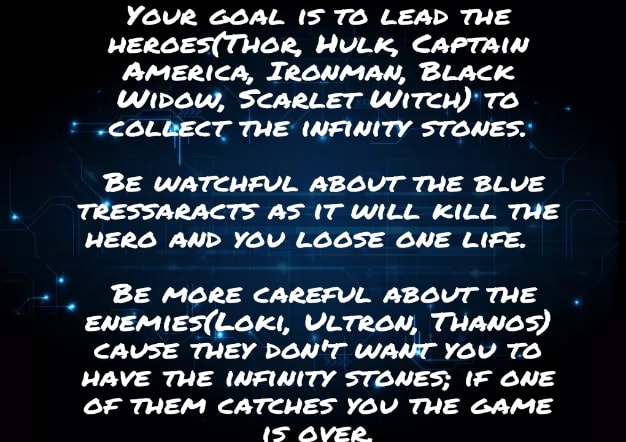 Your goal is to lead the
heroes(Thor, Hulk, Captain
America, Ironman, Black
Widow, Scarlet Witch) to
collect the infinity stones.
Be watchful about the blue
tressaracts as it will kill the
hero and you loose one life.
Be more careful about the
enemies(Loki, Ultron, Thanos)
cause they don't want you to
have the infinity stones; if one
of them catches you the game
is over.